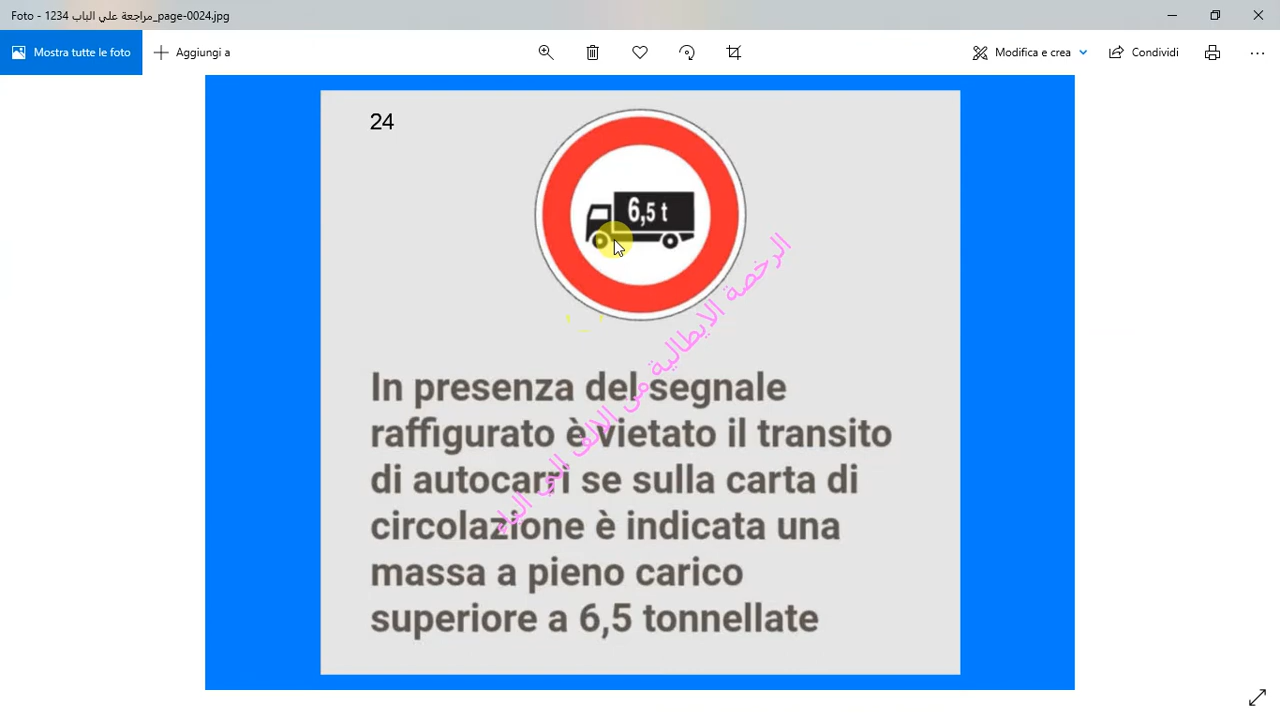 Foto - 1234 مراجعة علي الباب_page-0024.jpg
Mostra tutte le foto
Aggiungi a
Modifica e crea
Condividi
24
6,5 t
الرخصة الايطالية من الالف الي الياء
In presenza del segnale
raffigurato è vietato il transito
di autocarri se sulla carta di
circolazione è indicata una
massa a pieno carico
superiore a 6,5 tonnellate